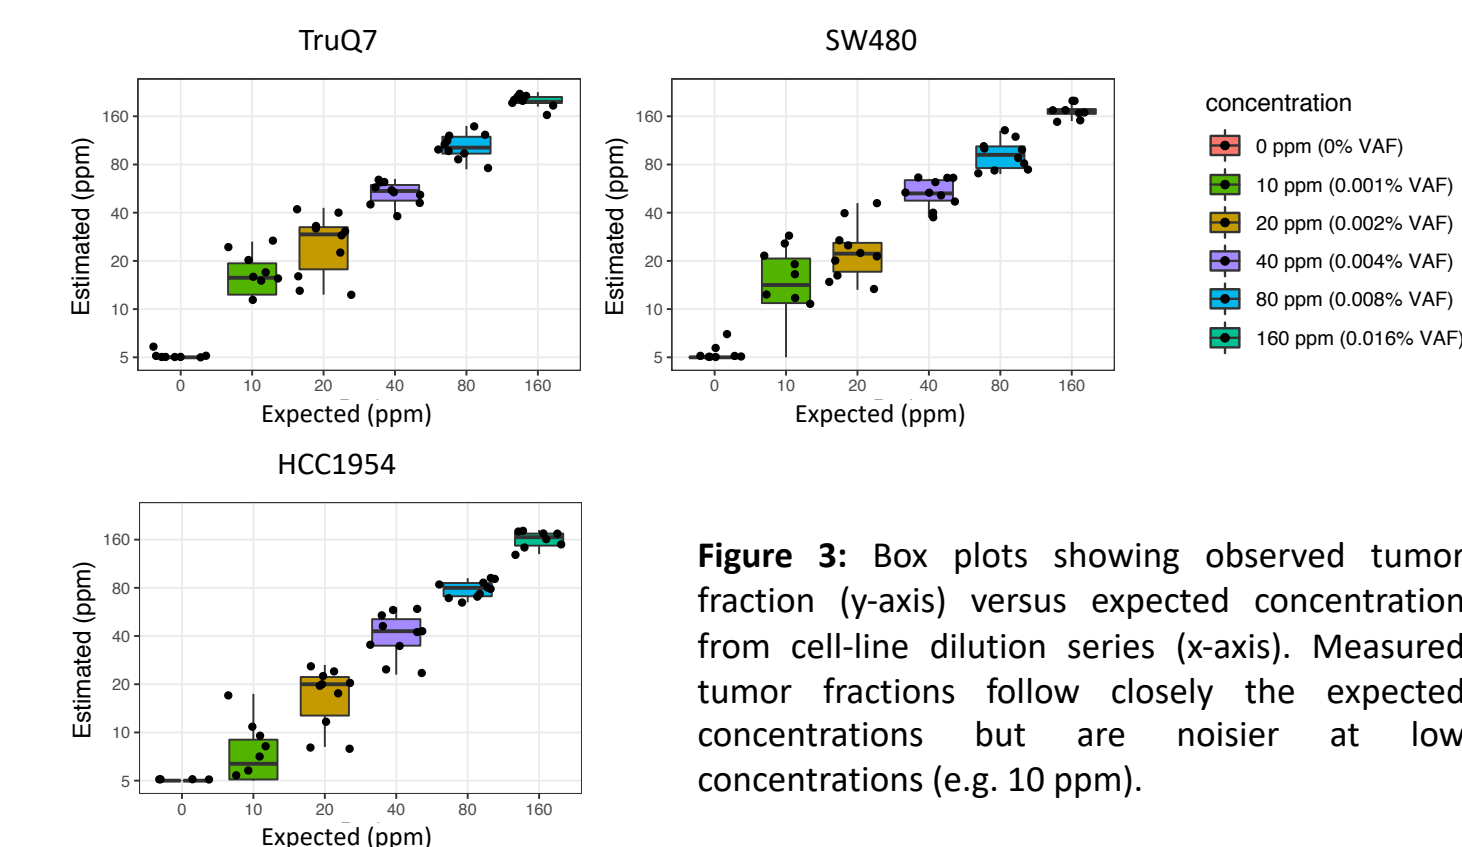 TruQ7
Estimated (ppm)
160
80
40
20
10
5
0 10 20 40 80 160
Expected (ppm)
SW480
Estimated (ppm)
160
80
40
20
10
5
0 10 20 40 80 160
Expected (ppm)
concentration
0 ppm (0% VAF)
10 ppm (0.001% VAF)
20 ppm (0.002% VAF)
40 ppm (0.004% VAF)
80 ppm (0.008% VAF)
160 ppm (0.016% VAF)
HCC1954
Estimated (ppm)
160
80
40
20
10
5
0 10 20 40 80 160
Expected (ppm)
Figure 3: Box plots showing observed tumor
fraction (y-axis) versus expected concentration
from cell-line dilution series (x-axis). Measured
tumor fractions follow closely the expected
concentrations but are noisier at low
concentrations (e.g. 10 ppm).